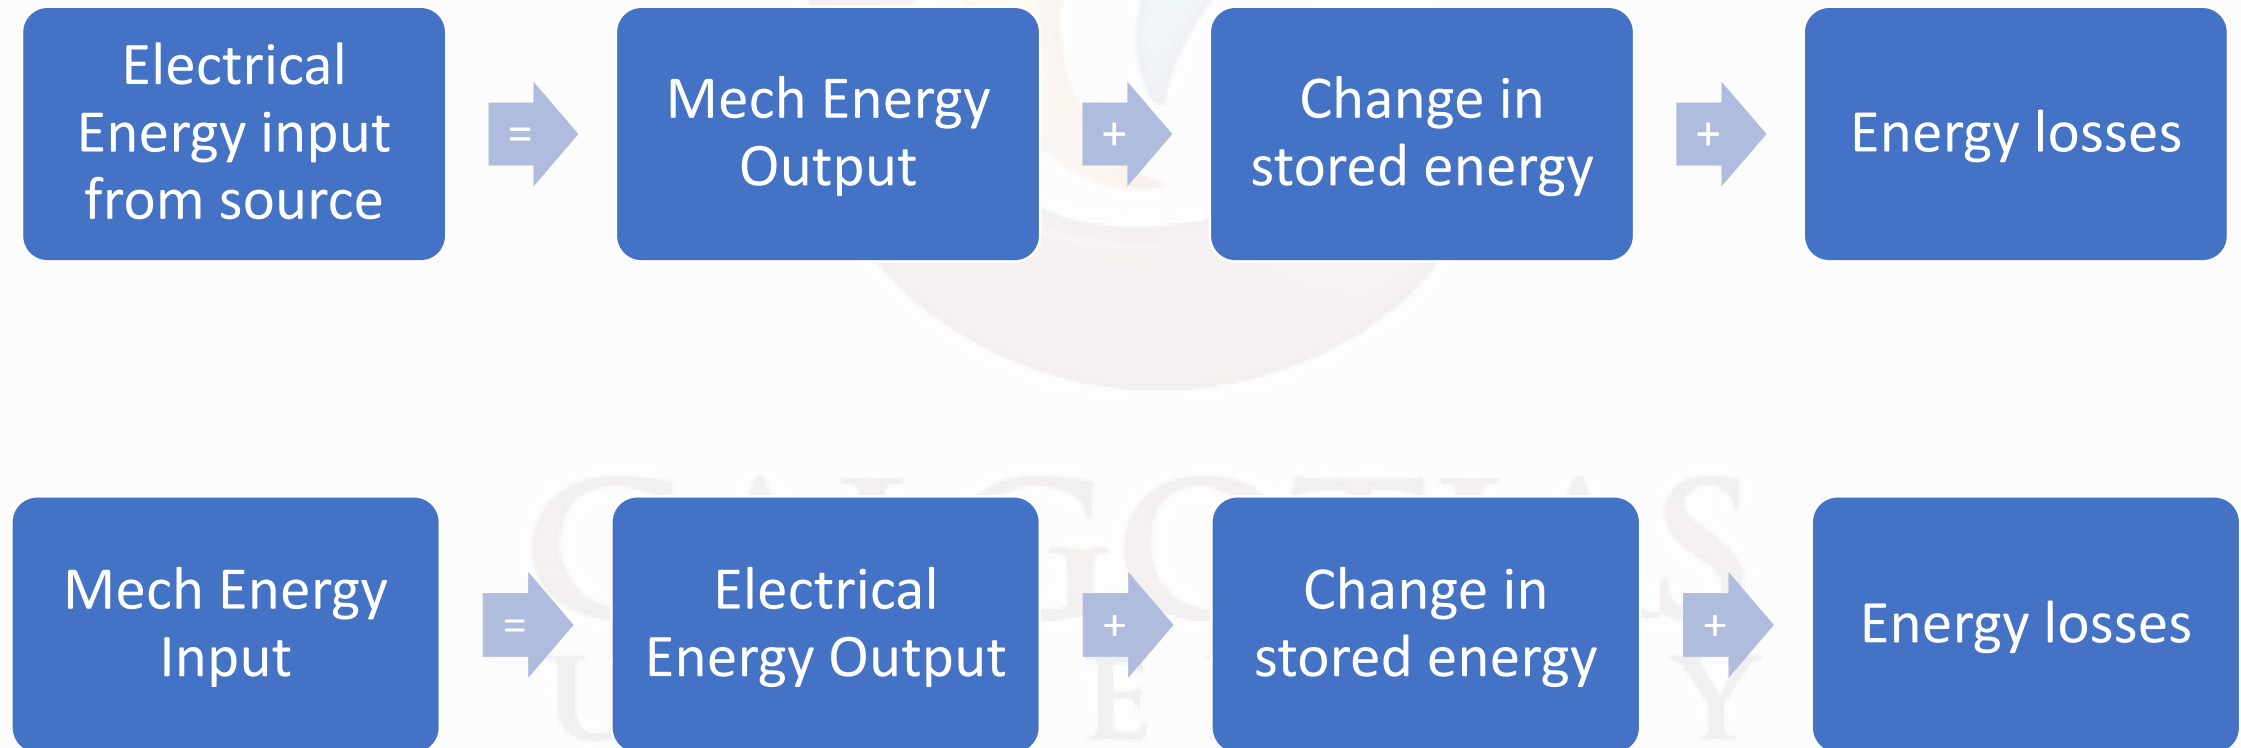 Electrical
Energy input
from source
=
Mech Energy
Output
+
Change in
stored energy
+
Energy losses
Mech Energy
Input
=
Electrical
Energy Output
+
Change in
stored energy
+
Energy losses